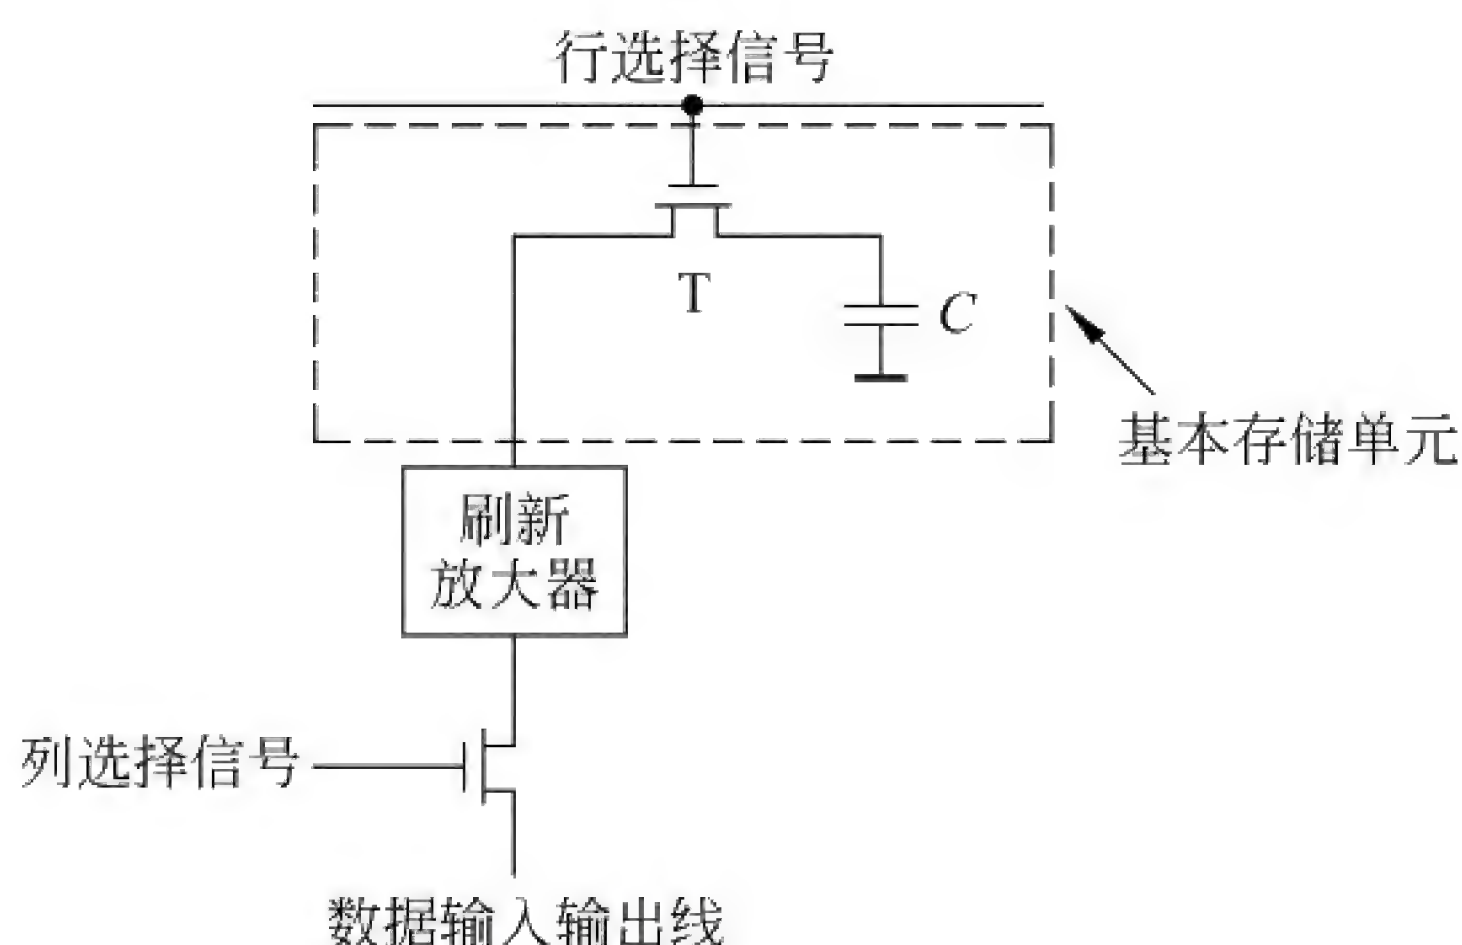 行选择信号
T
C
基本存储单元
刷新
放大器
列选择信号
数据输入输出线